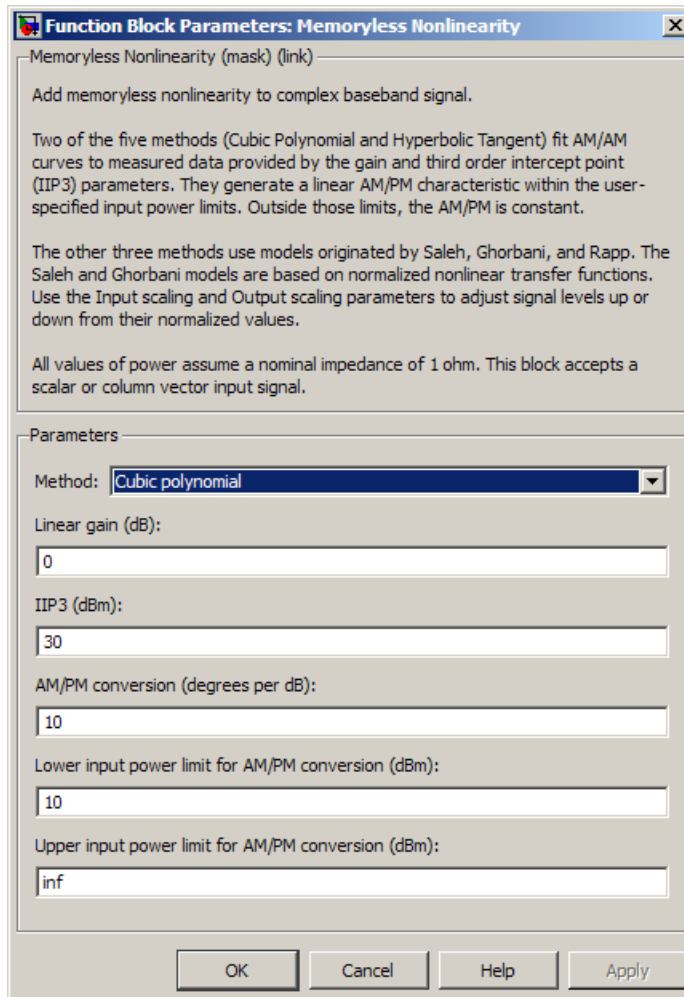 Function Block Parameters: Memoryless Nonlinearity
Memoryless Nonlinearity (mask) (link)
Add memoryless nonlinearity to complex baseband signal.
Two of the five methods (Cubic Polynomial and Hyperbolic Tangent) fit AM/AM
curves to measured data provided by the gain and third order intercept point
(IIP3) parameters. They generate a linear AM/PM characteristic within the user-
specified input power limits. Outside those limits, the AM/PM is constant.
The other three methods use models originated by Saleh, Ghorbani, and Rapp. The
Saleh and Ghorbani models are based on normalized nonlinear transfer functions.
Use the Input scaling and Output scaling parameters to adjust signal levels up or
down from their normalized values.
All values of power assume a nominal impedance of 1 ohm. This block accepts a
scalar or column vector input signal.
Parameters
Method: Cubic polynomial
Linear gain (dB):
0
IIP3 (dBm):
30
AM/PM conversion (degrees per dB):
10
Lower input power limit for AM/PM conversion (dBm):
10
Upper input power limit for AM/PM conversion (dBm):
inf
OK Cancel Help Apply